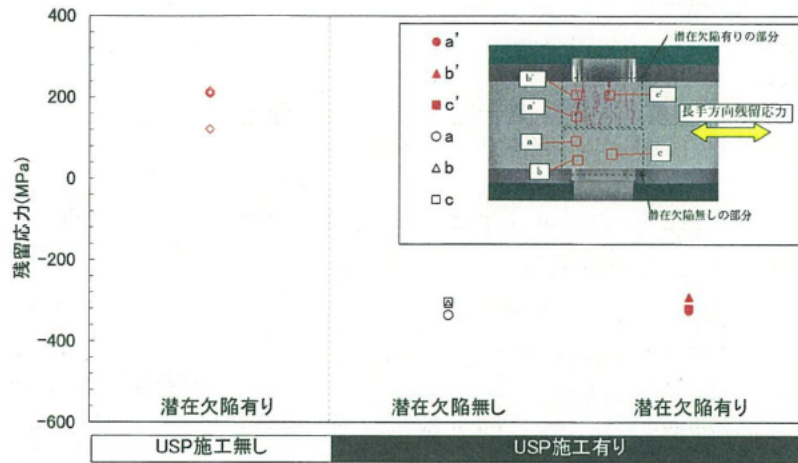 400
200
0
-200
-400
-600
残留応力(MPa)
a'
b'
c'
a
b
c
潜在欠陥有りの部分
b'
c'
a'
長手方向残留応力
a
c
b
潜在欠陥無しの部分
潜在欠陥有り
潜在欠陥無し
潜在欠陥有り
USP施工無し
USP施工有り